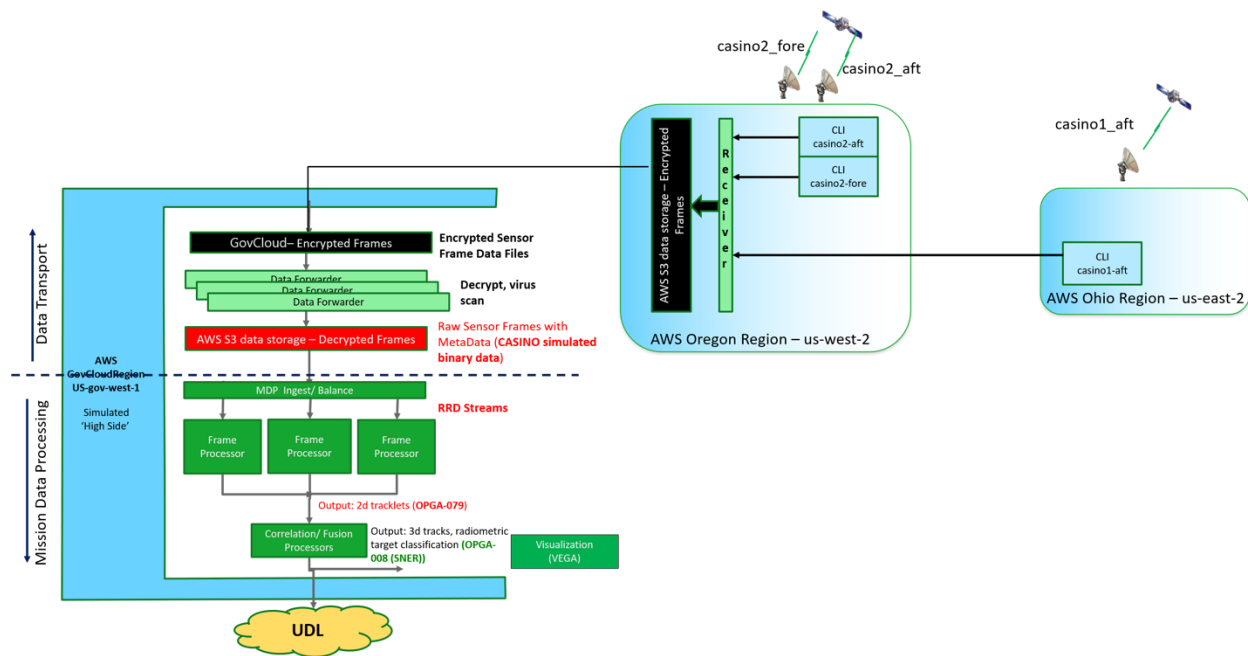 casino2_fore
casino2_aft
casino1_aft
CLI
casino2-aft
CLI
casino2-fore
Receiver
AWS S3 data storage – Encrypted
Frames
AWS Oregon Region – us-west-2
CLI
casino1-aft
AWS Ohio Region – us-east-2
Data Transport
GovCloud– Encrypted Frames
Encrypted Sensor
Frame Data Files
Data Forwarder
Data Forwarder
Data Forwarder
Decrypt, virus
scan
AWS S3 data storage – Decrypted Frames
Raw Sensor Frames with
MetaData (CASINO simulated
binary data)
AWS
GovCloudRegion
US-gov-west-1
Simulated
‘High Side’
Mission Data Processing
MDP Ingest/ Balance
RRD Streams
Frame
Processor
Frame
Processor
Frame
Processor
Output: 2d tracklets (OPGA-079)
Correlation/ Fusion
Processors
Output: 3d tracks, radiometric
target classification (OPGA-
008 (SNER))
Visualization
(VEGA)
UDL